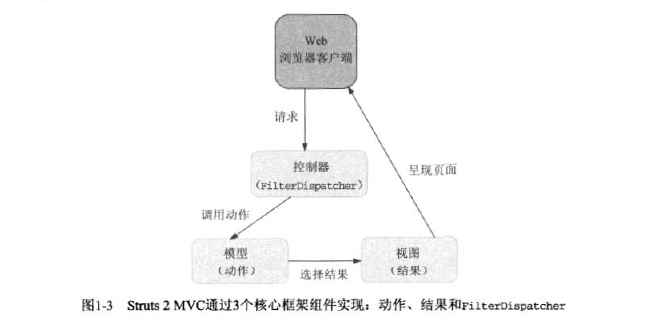 Web
浏览器客户端
请求
控制器
（FilterDispatcher）
呈现页面
调用动作
模型
（动作）
选择结果
视图
（结果）
图1-3 Struts 2 MVC通过3个核心框架组件实现：动作、结果和FilterDispatcher